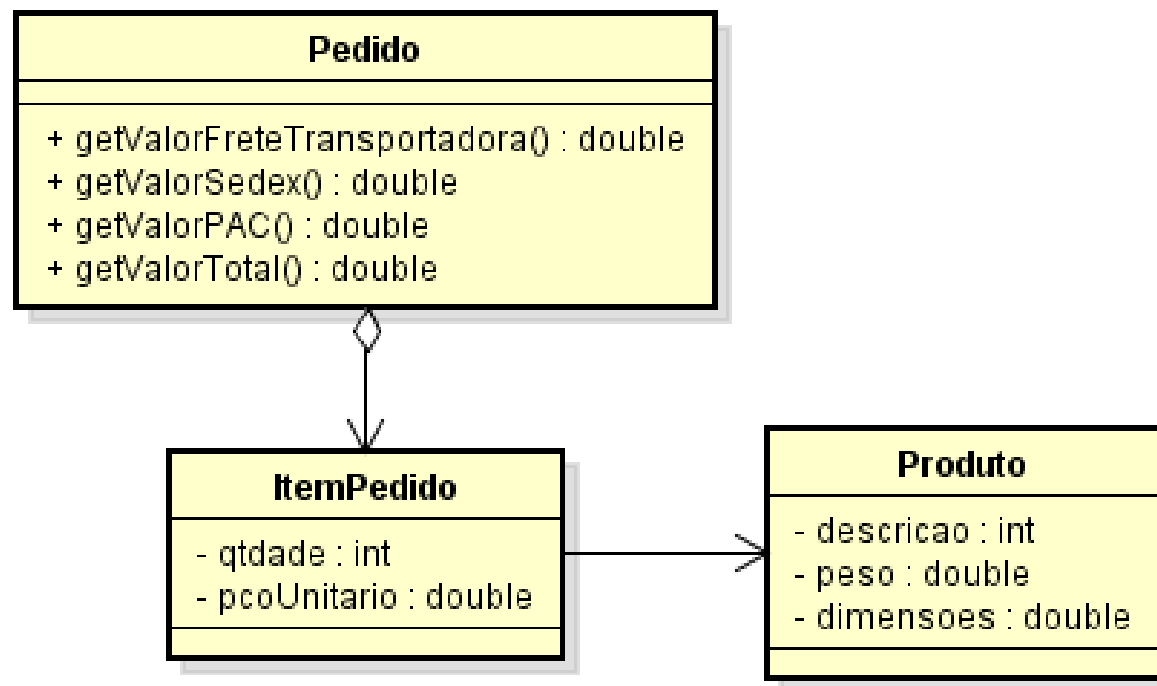 Pedido
+ getValorFreteTransportadora() : double
+ getValorSedex() : double
+ getValorPAC() : double
+ getValorTotal() : double
ItemPedido
- qtdade : int
- pcoUnitario : double
Produto
- descricao : int
- peso : double
- dimensoes : double